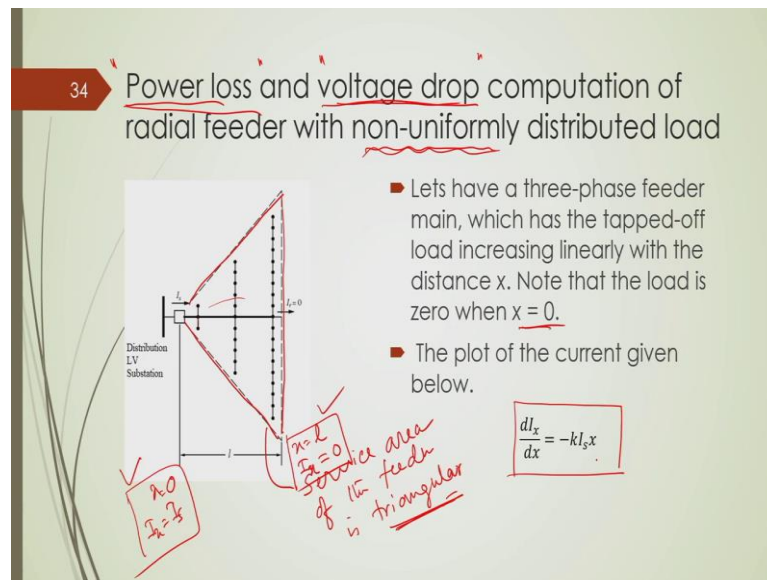 34
Power loss and voltage drop computation of
radial feeder with non-uniformly distributed load
Lets have a three-phase feeder
main, which has the tapped-off
load increasing linearly with the
distance x. Note that the load is
zero when x = 0.
The plot of the current given
below.
dI_x/dx = -kI_s x
I_s
I_r=0
Distribution
LV
Substation
l
x=0
I_x=I_s
x=l
I_x=0
service area
of the feeder
is triangular